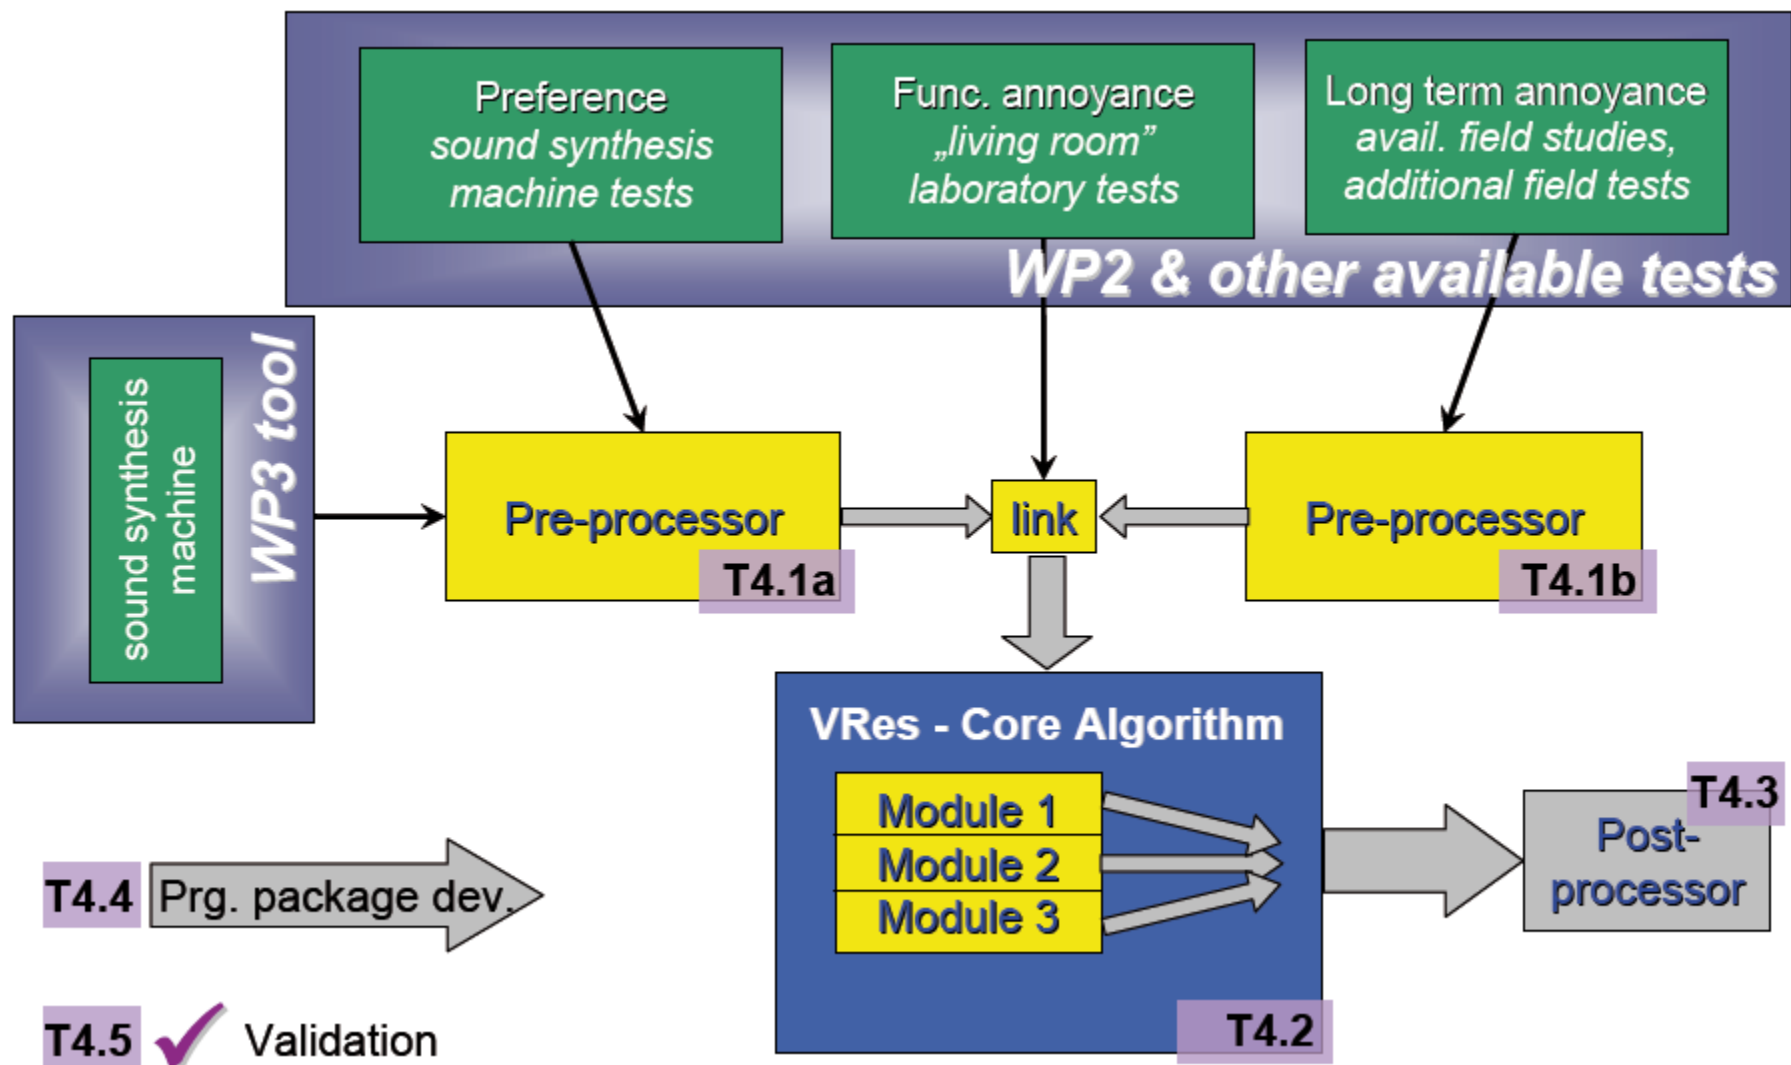 Preference
sound synthesis
machine tests
Func. annoyance
„living room”
laboratory tests
Long term annoyance
avail. field studies,
additional field tests
WP2 & other available tests
sound synthesis
machine
WP3 tool
Pre-processor
T4.1a
link
Pre-processor
T4.1b
VRes - Core Algorithm
Module 1
Module 2
Module 3
T4.2
T4.3
Post-
processor
T4.4
Prg. package dev.
T4.5
Validation